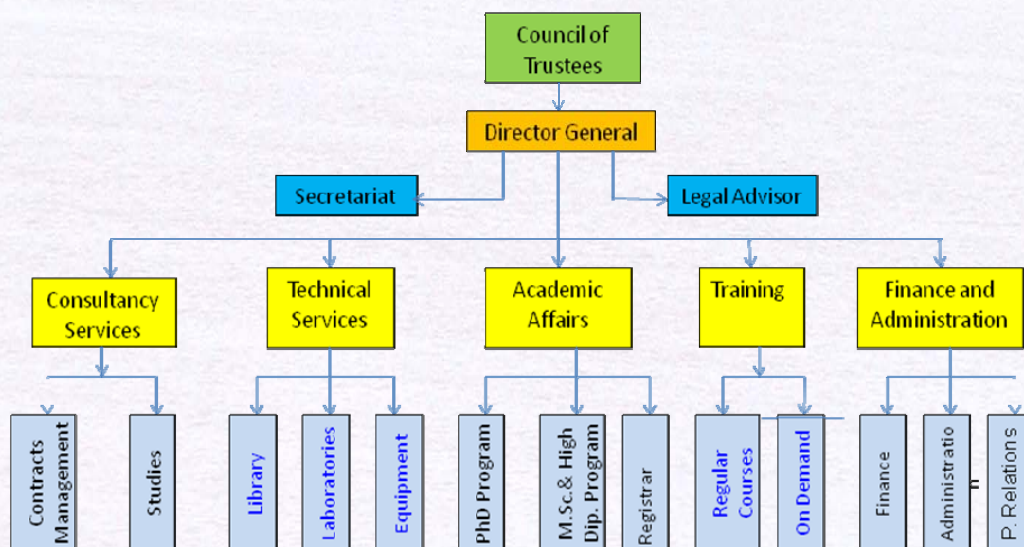 Council of
Trustees
Director General
Secretariat
Legal Advisor
Consultancy
Services
Technical
Services
Academic
Affairs
Training
Finance and
Administration
Contracts
Management
Studies
Library
Laboratories
Equipment
PhD Program
M.Sc.& High
Dip. Program
Registrar
Regular
Courses
On Demand
Finance
Administratio
n
P. Relations